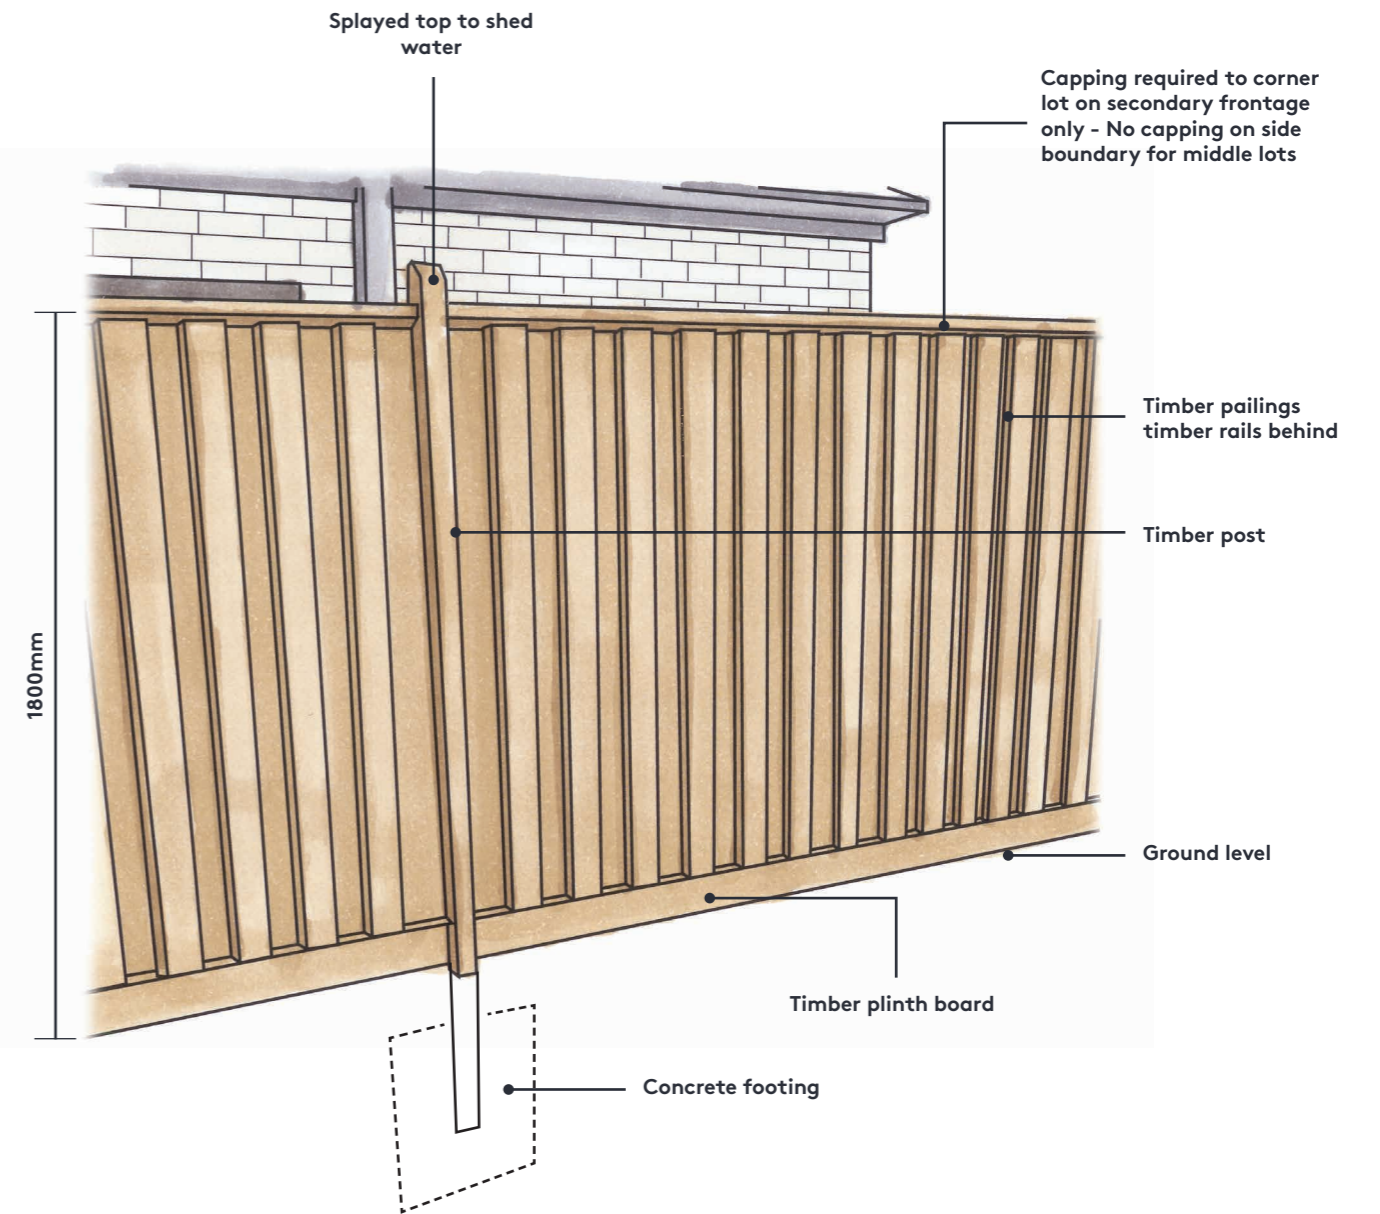 Splayed top to shed
water
Capping required to corner
lot on secondary frontage
only - No capping on side
boundary for middle lots
Timber pailings
timber rails behind
Timber post
1800mm
Ground level
Timber plinth board
Concrete footing